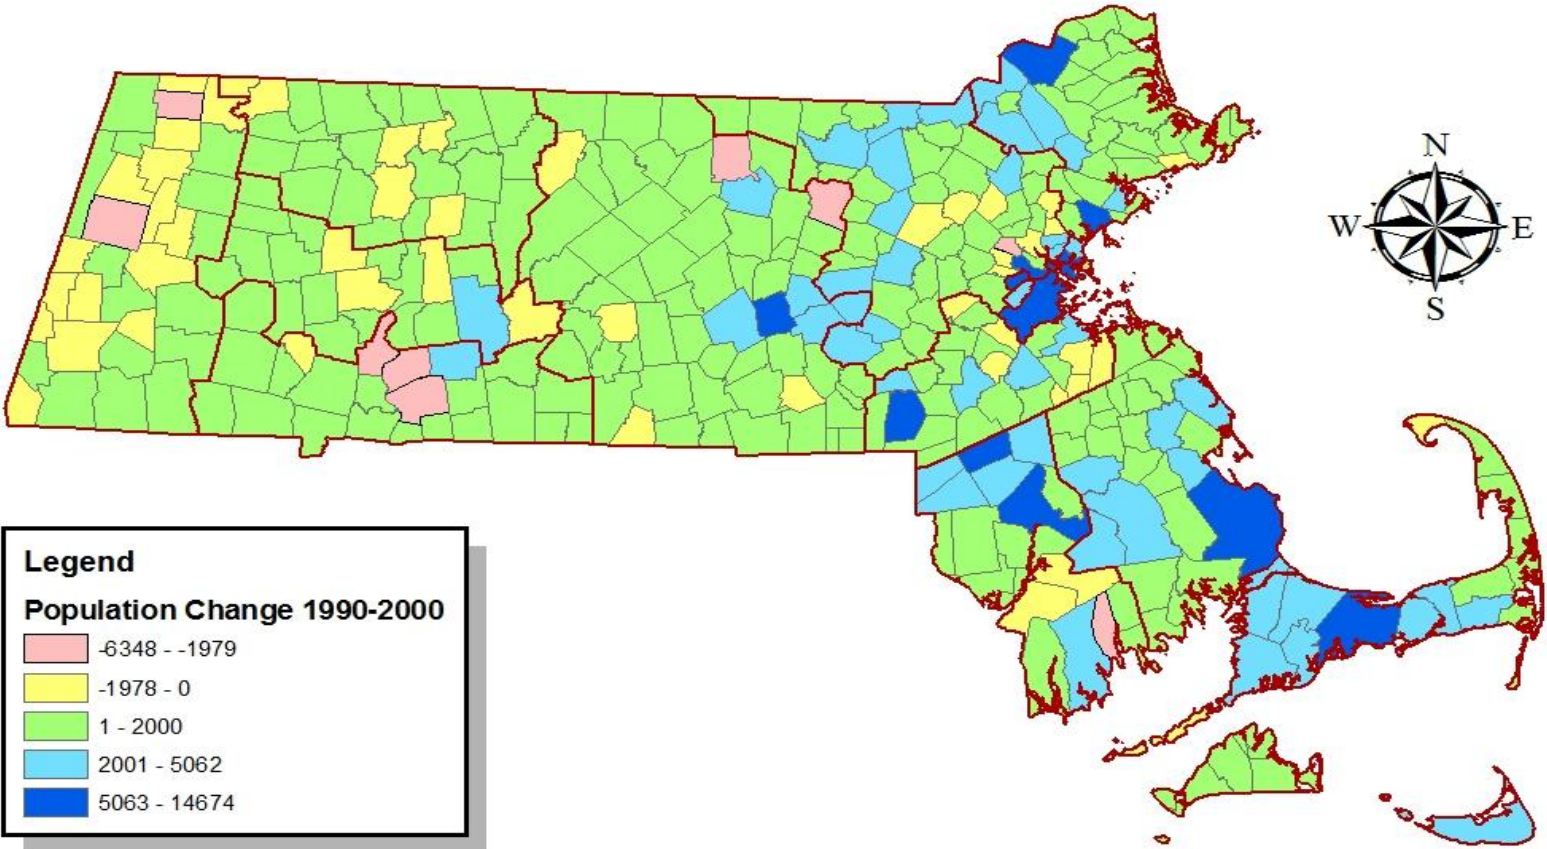 N
W
E
S
Legend
Population Change 1990-2000
-6348 - -1979
-1978 - 0
1 - 2000
2001 - 5062
5063 - 14674